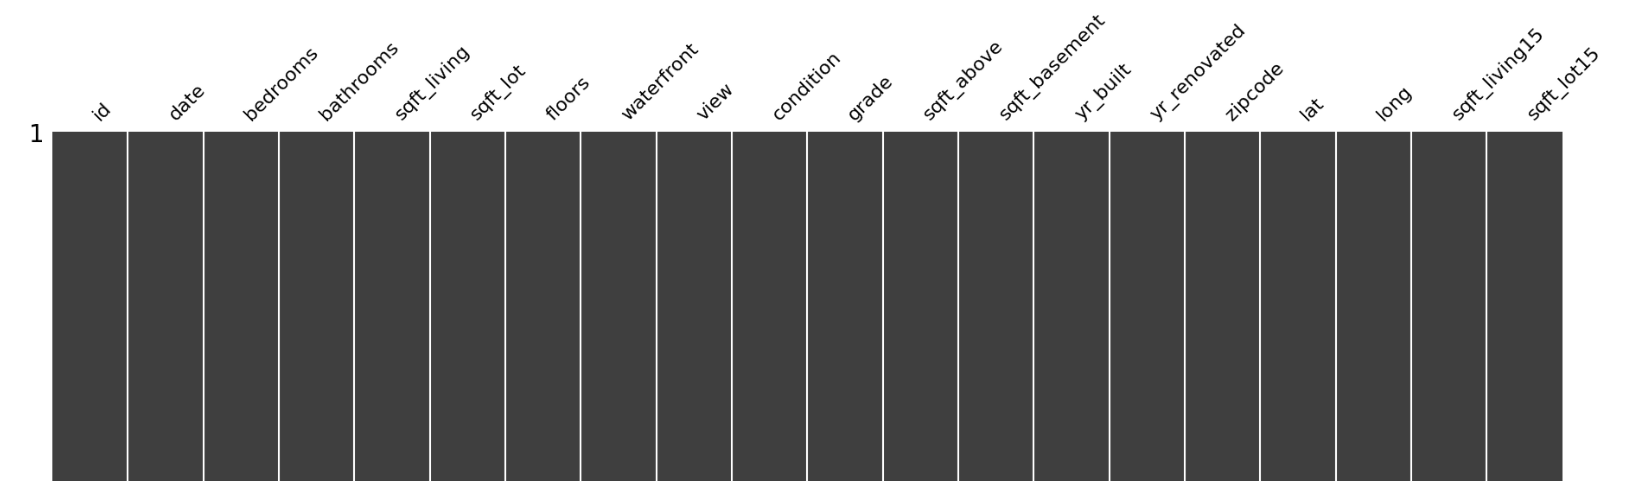 id date bedrooms bathrooms sqft_living sqft_lot floors waterfront view condition grade sqft_above sqft_basement yr_built yr_renovated zipcode lat long sqft_living15 sqft_lot15
1